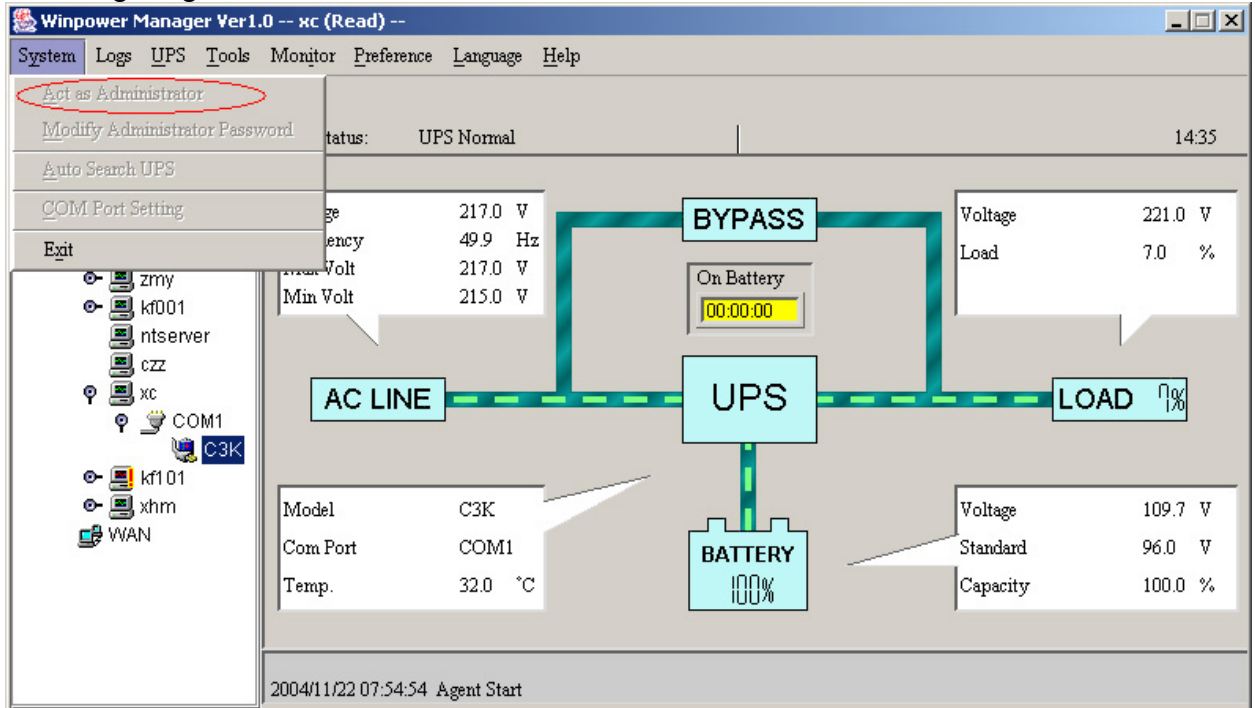 Winpower Manager Ver1.0 -- xc (Read) --
System Logs UPS Tools Monitor Preference Language Help
Act as Administrator
Modify Administrator Password
Auto Search UPS
COM Port Setting
Exit
tatus: UPS Normal
14:35
217.0 V
49.9 Hz
Max Volt 217.0 V
Min Volt 215.0 V
BYPASS
On Battery
00:00:00
Voltage 221.0 V
Load 7.0 %
zmy
kf001
ntserver
czz
xc
COM1
C3K
kf101
xhm
WAN
AC LINE
UPS
LOAD 7%
Model C3K
Com Port COM1
Temp. 32.0 °C
BATTERY
100%
Voltage 109.7 V
Standard 96.0 V
Capacity 100.0 %
2004/11/22 07:54:54 Agent Start